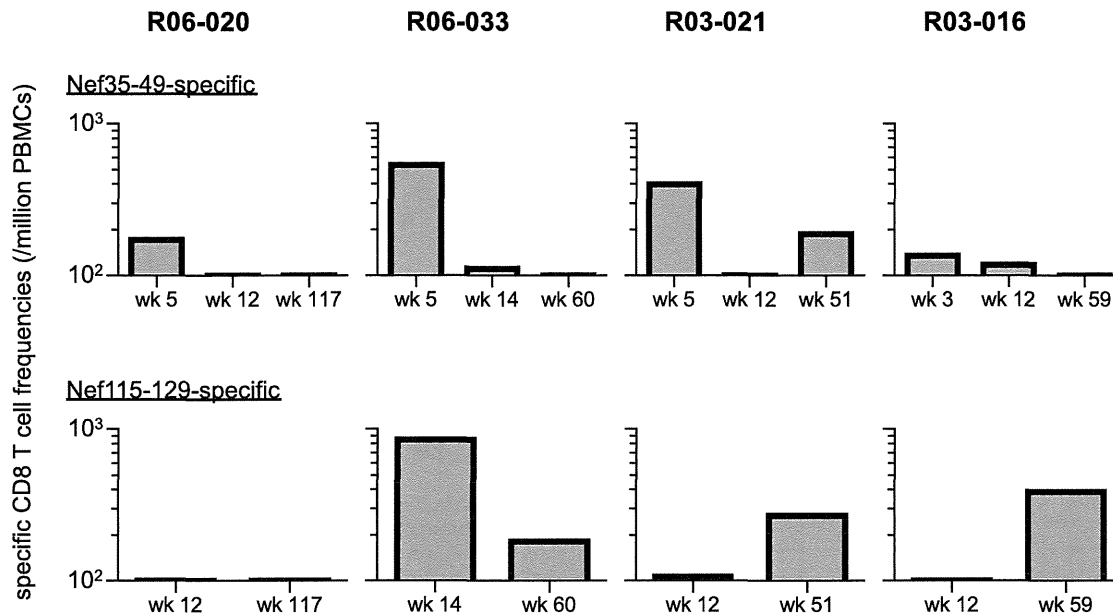 R06-020 R06-033 R03-021 R03-016
specific CD8 T cell frequencies (/million PBMCs)
Nef35-49-specific
10³
10²
wk 5 wk 12 wk 117 wk 5 wk 14 wk 60 wk 5 wk 12 wk 51 wk 3 wk 12 wk 59
Nef115-129-specific
10³
10²
wk 12 wk 117 wk 14 wk 60 wk 12 wk 51 wk 12 wk 59